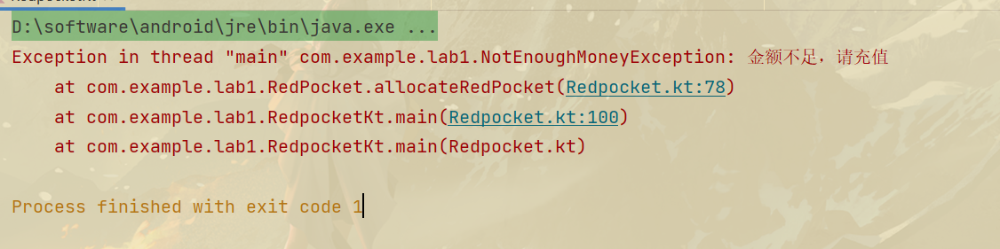 D:\software\android\jre\bin\java.exe ...
Exception in thread "main" com.example.lab1.NotEnoughMoneyException: 金额不足，请充值
at com.example.lab1.RedPocket.allocateRedPocket(Redpocket.kt:78)
at com.example.lab1.RedpocketKt.main(Redpocket.kt:100)
at com.example.lab1.RedpocketKt.main(Redpocket.kt)
Process finished with exit code 1